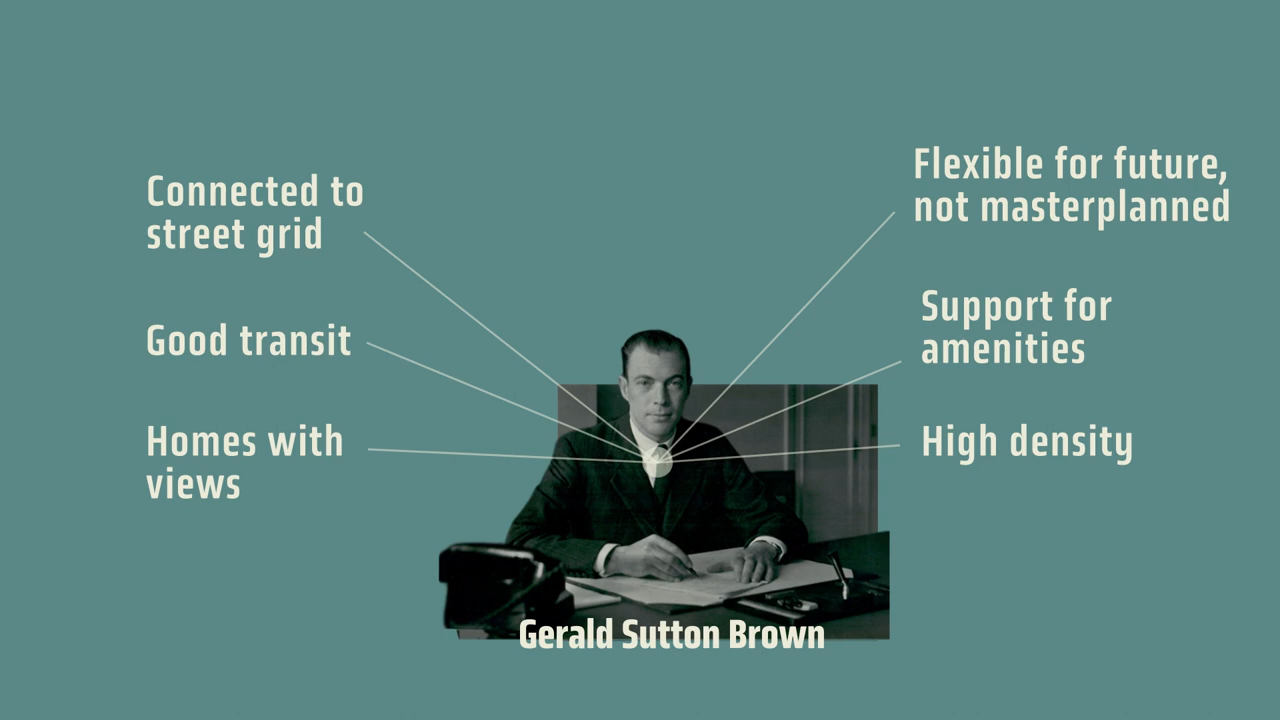 Connected to
street grid
Good transit
Homes with
views
Flexible for future,
not masterplanned
Support for
amenities
High density
Gerald Sutton Brown